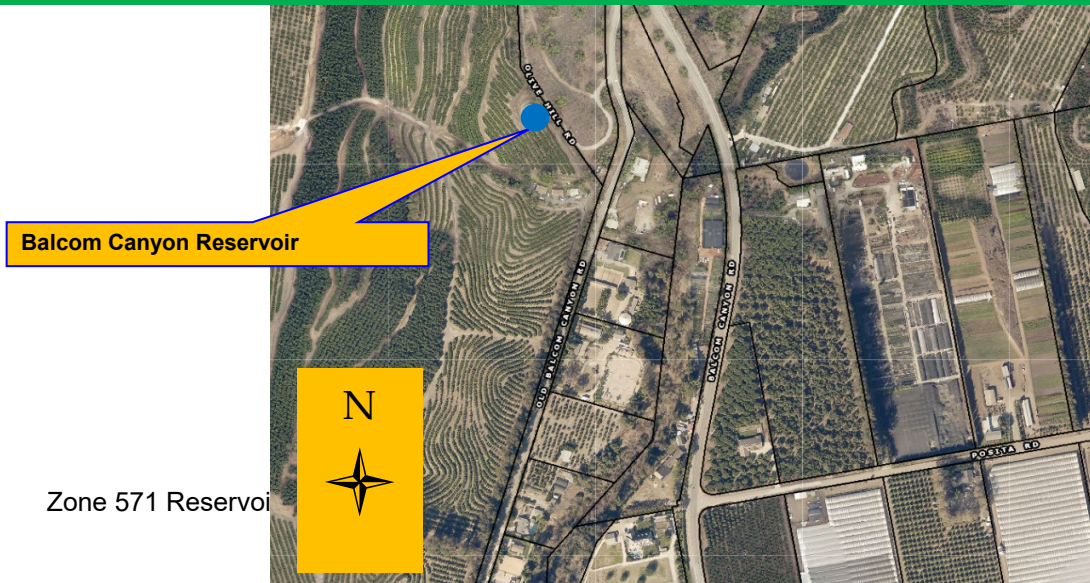 OLIVE HILL RD
Balcom Canyon Reservoir
OLD BALCOM CANYON RD
BALCOM CANYON RD
N
POSITA RD
Zone 571 Reservoi